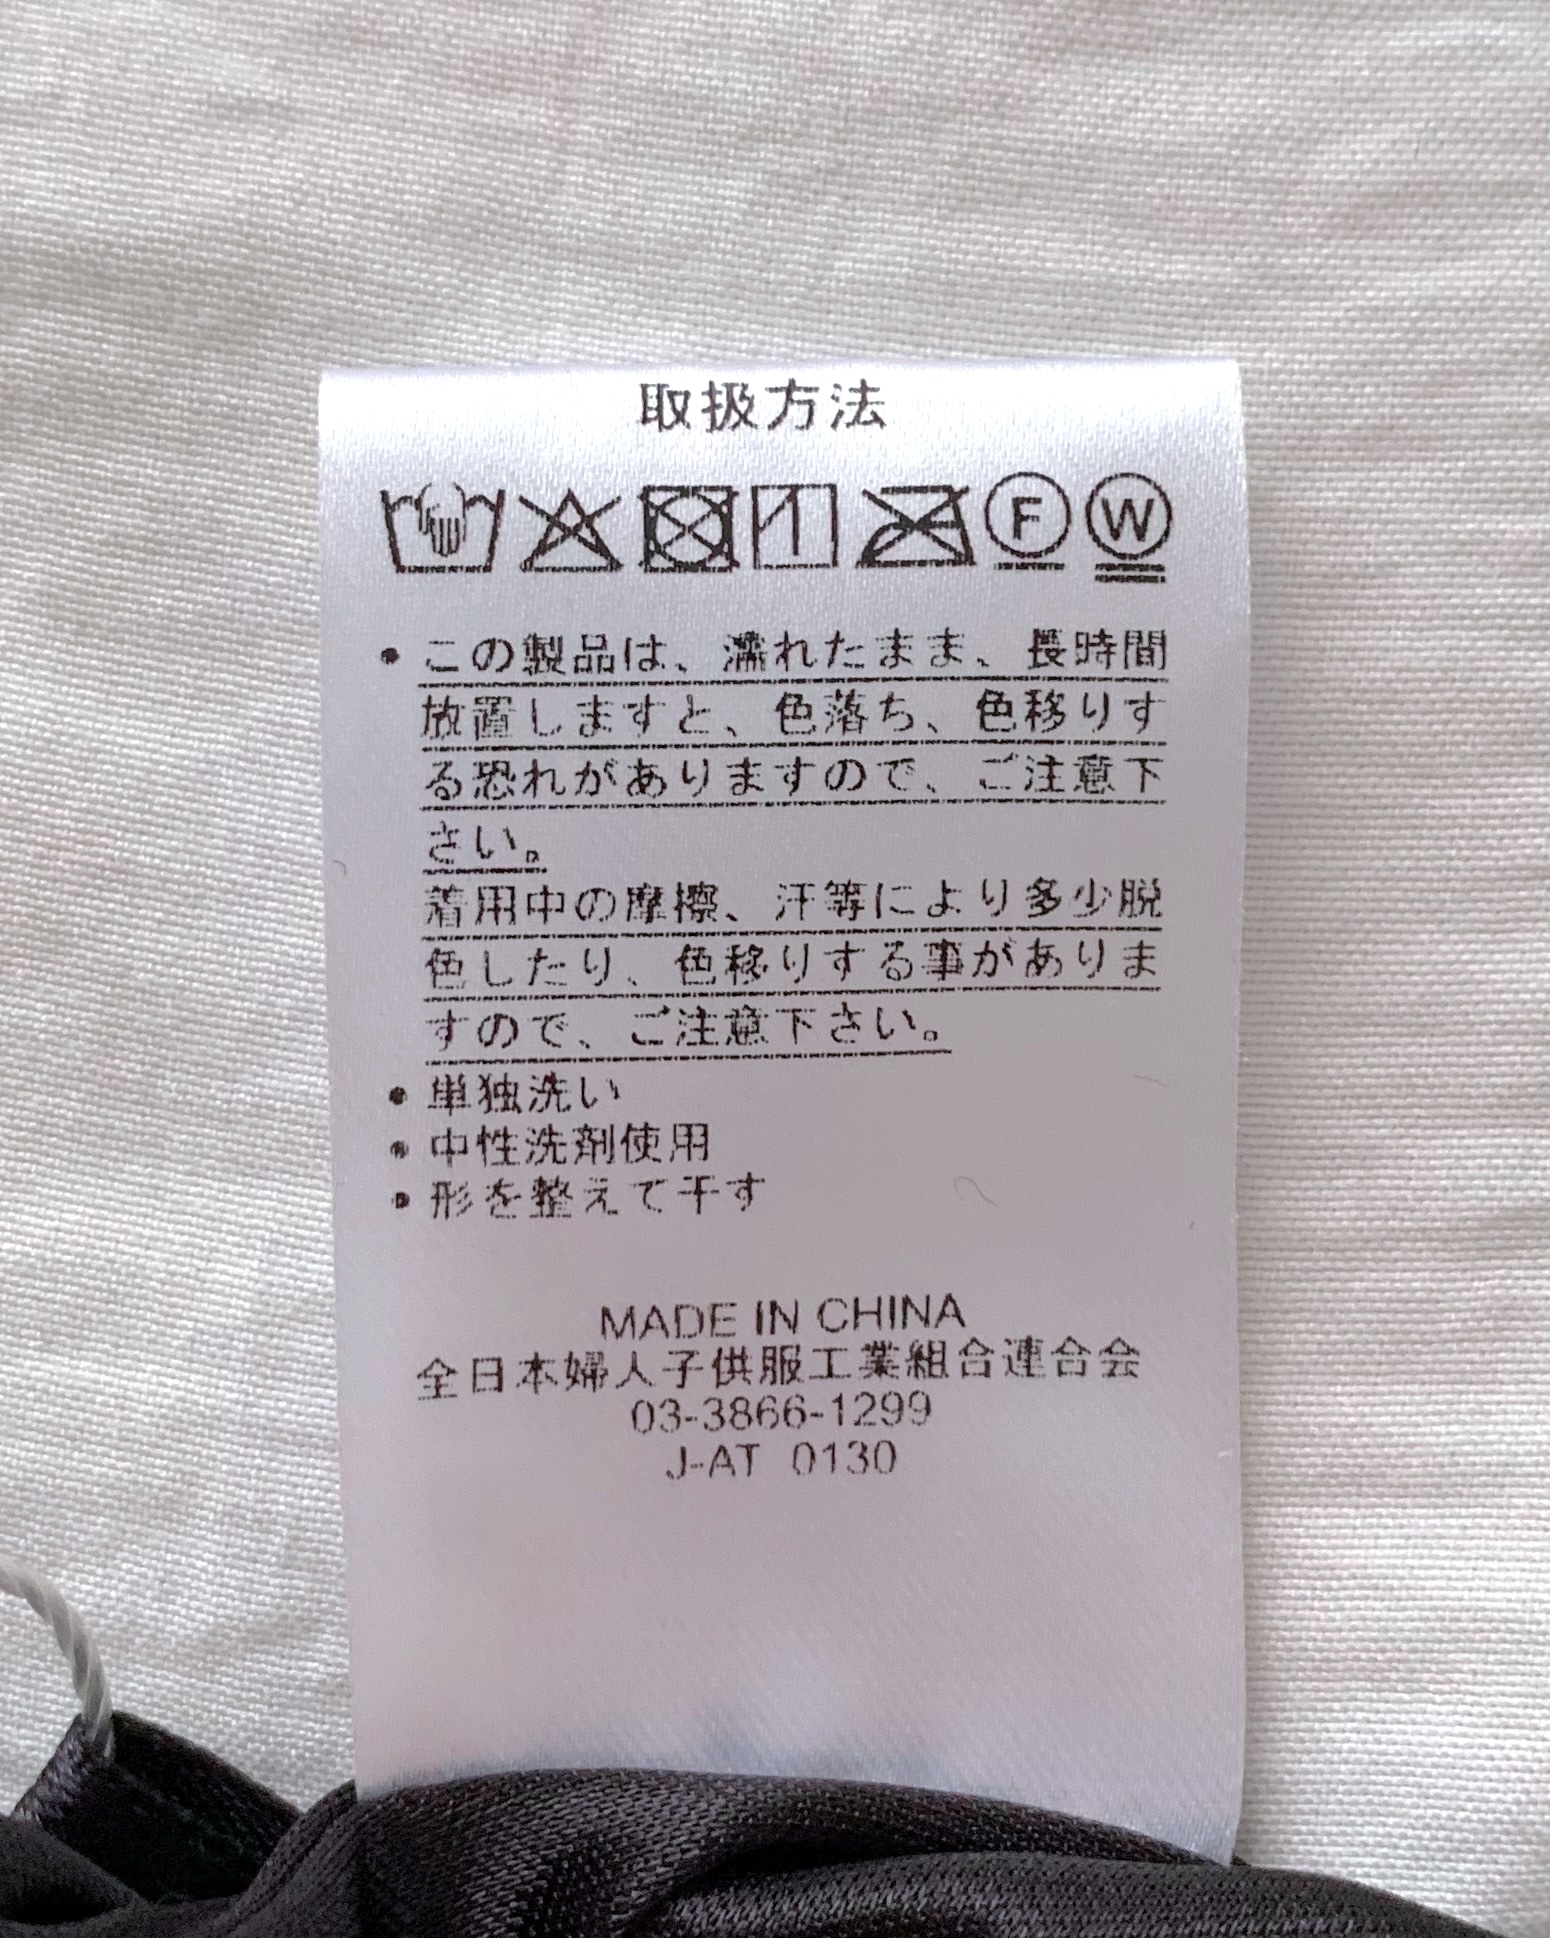 取扱方法
F W
• この製品は、濡れたまま、長時間
放置しますと、色落ち、色移りす
る恐れがありますので、ご注意下
さい。
着用中の摩擦、汗等により多少脱
色したり、色移りする事がありま
すので、ご注意下さい。
• 単独洗い
• 中性洗剤使用
• 形を整えて干す
MADE IN CHINA
全日本婦人子供服工業組合連合会
03-3866-1299
J-AT 0130